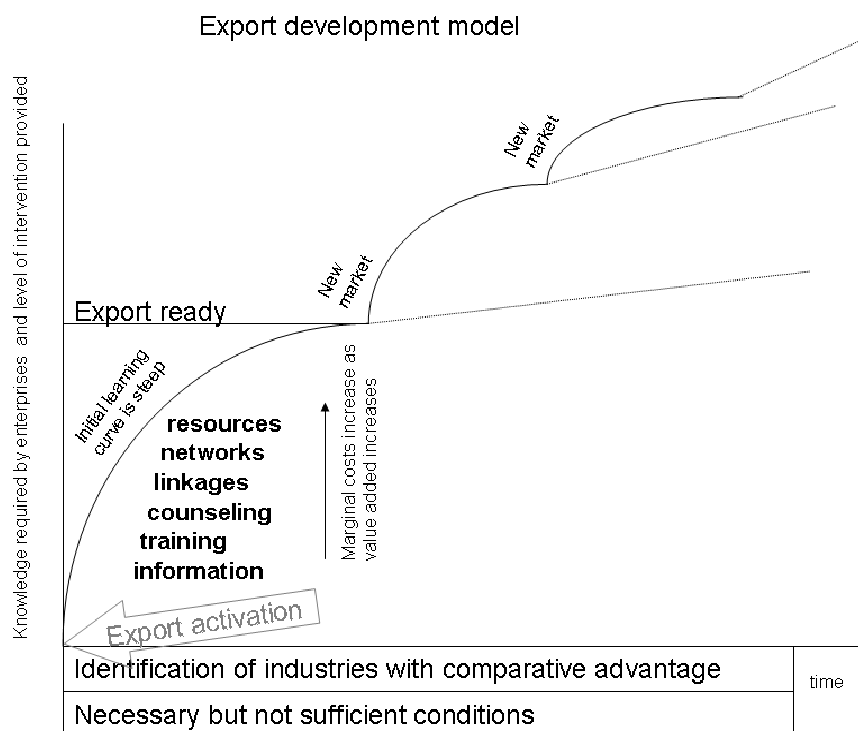 Export development model
Knowledge required by enterprises and level of intervention provided
New
market
New
market
Export ready
Initial learning
curve is steep
resources
networks
linkages
counseling
training
information
Marginal costs increase as
value added increases
Export activation
Identification of industries with comparative advantage
time
Necessary but not sufficient conditions